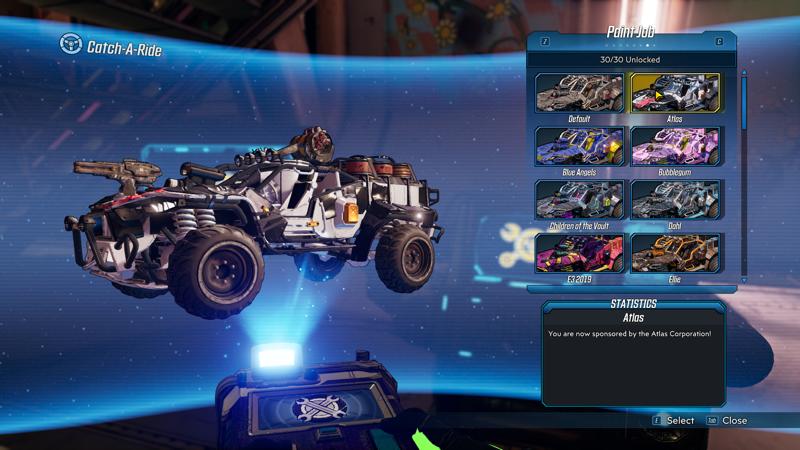 Catch-A-Ride
Paint Job
Z
C
30/30 Unlocked
Default
Atlas
Blue Angels
Bubblegum
Children of the Vault
Dahl
E3 2019
Ellie
STATISTICS
Atlas
You are now sponsored by the Atlas Corporation!
E Select
Tab Close